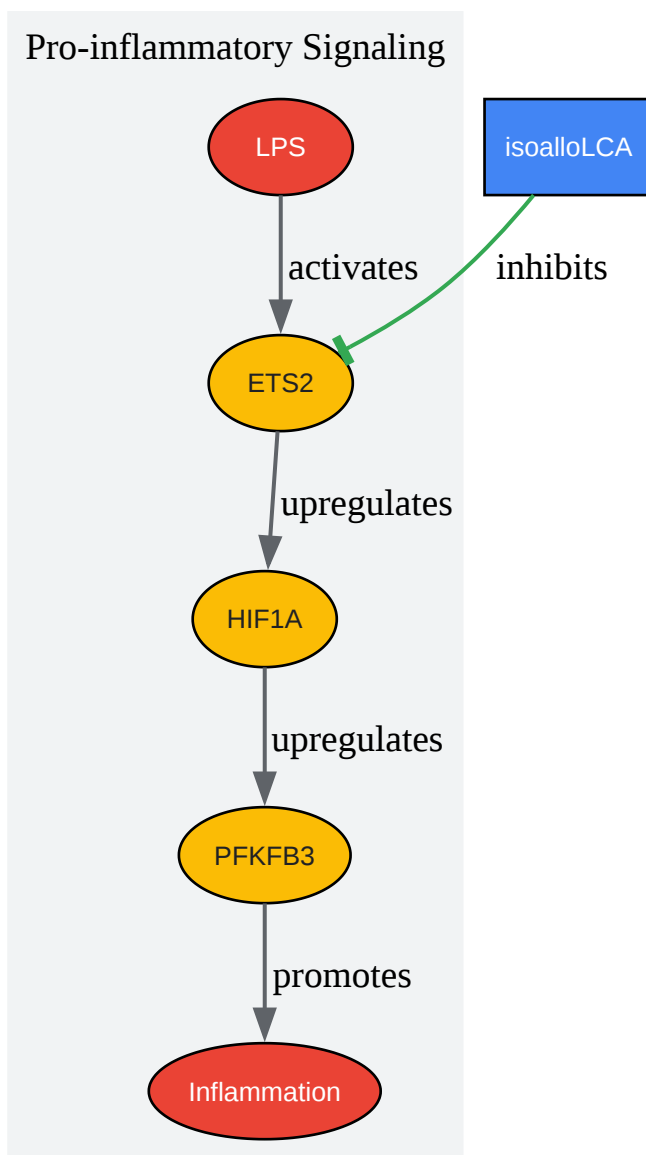 Pro-inflammatory Signaling
LPS
isoalloLCA
activates
inhibits
ETS2
upregulates
HIF1A
upregulates
PFKFB3
promotes
Inflammation